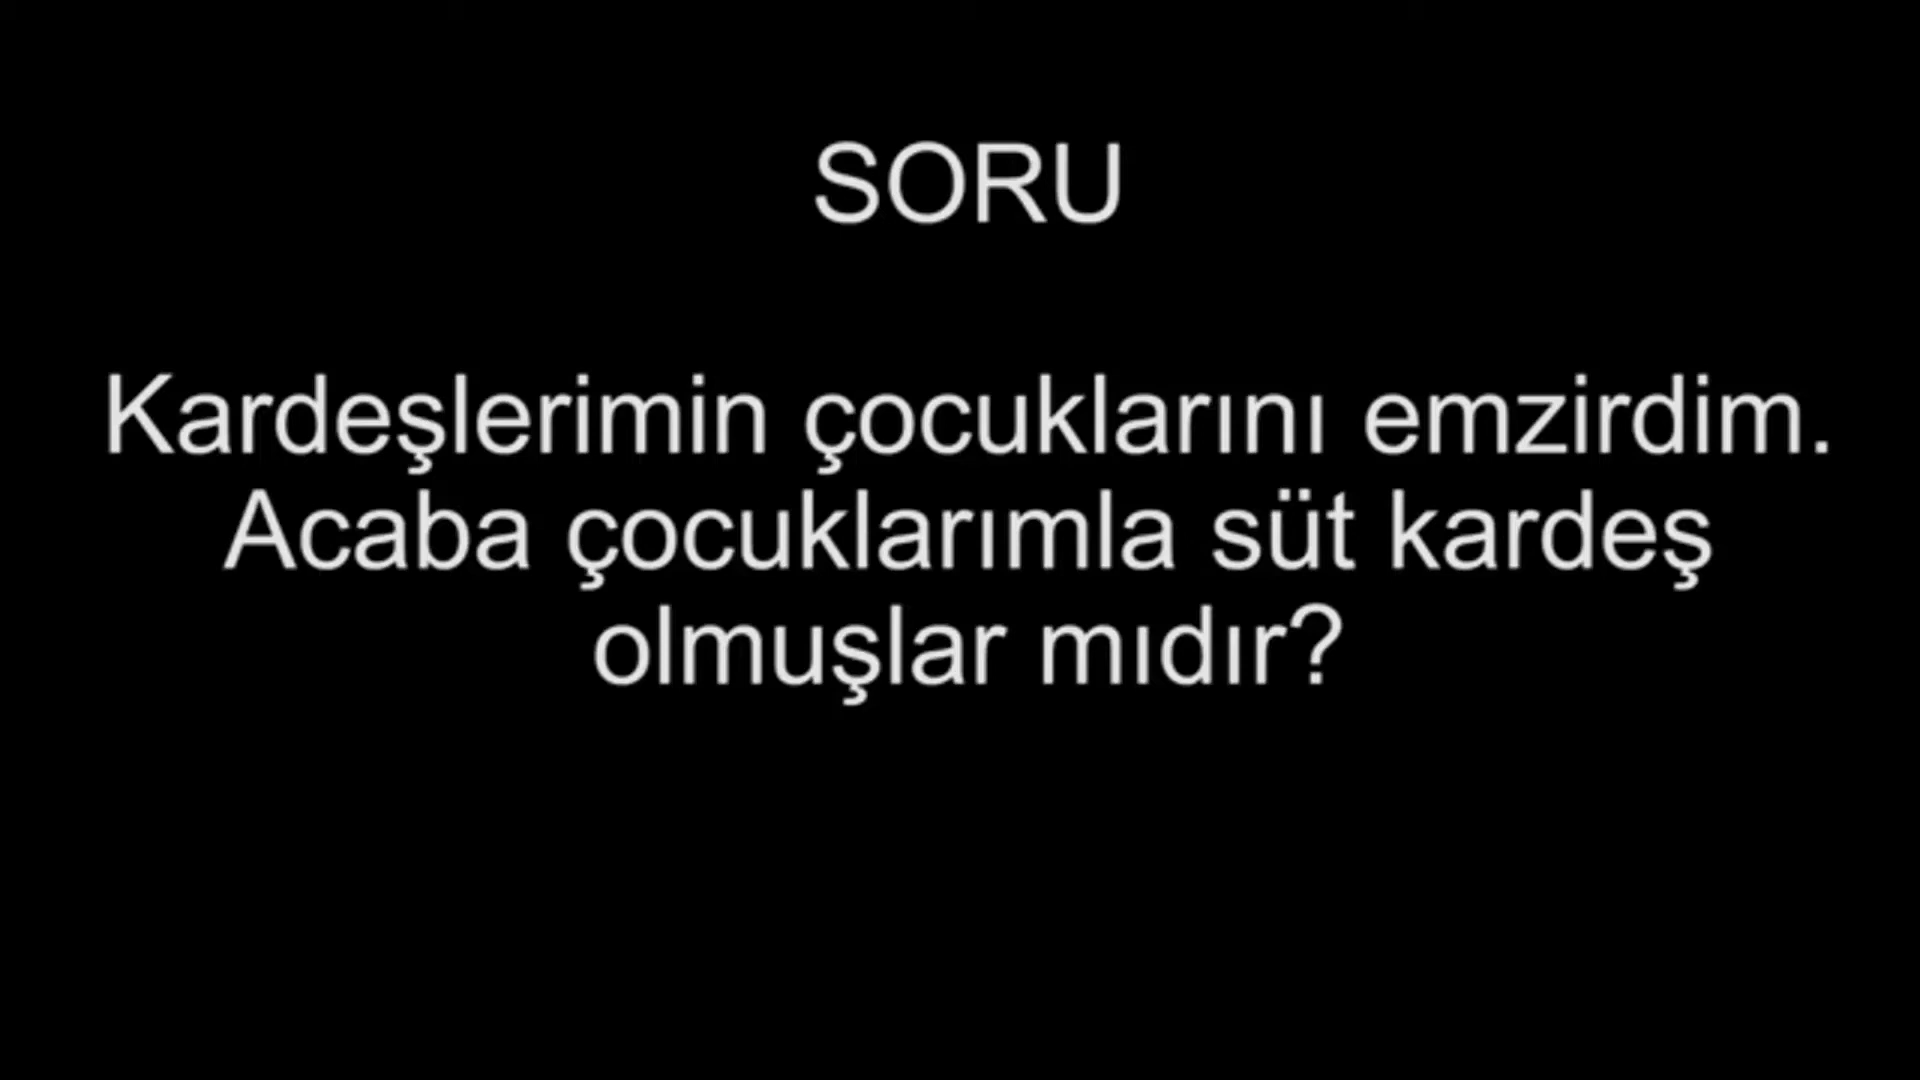 SORU
Kardeşlerimin çocuklarını emzirdim.
Acaba çocuklarımla süt kardeş
olmuşlar mıdır?